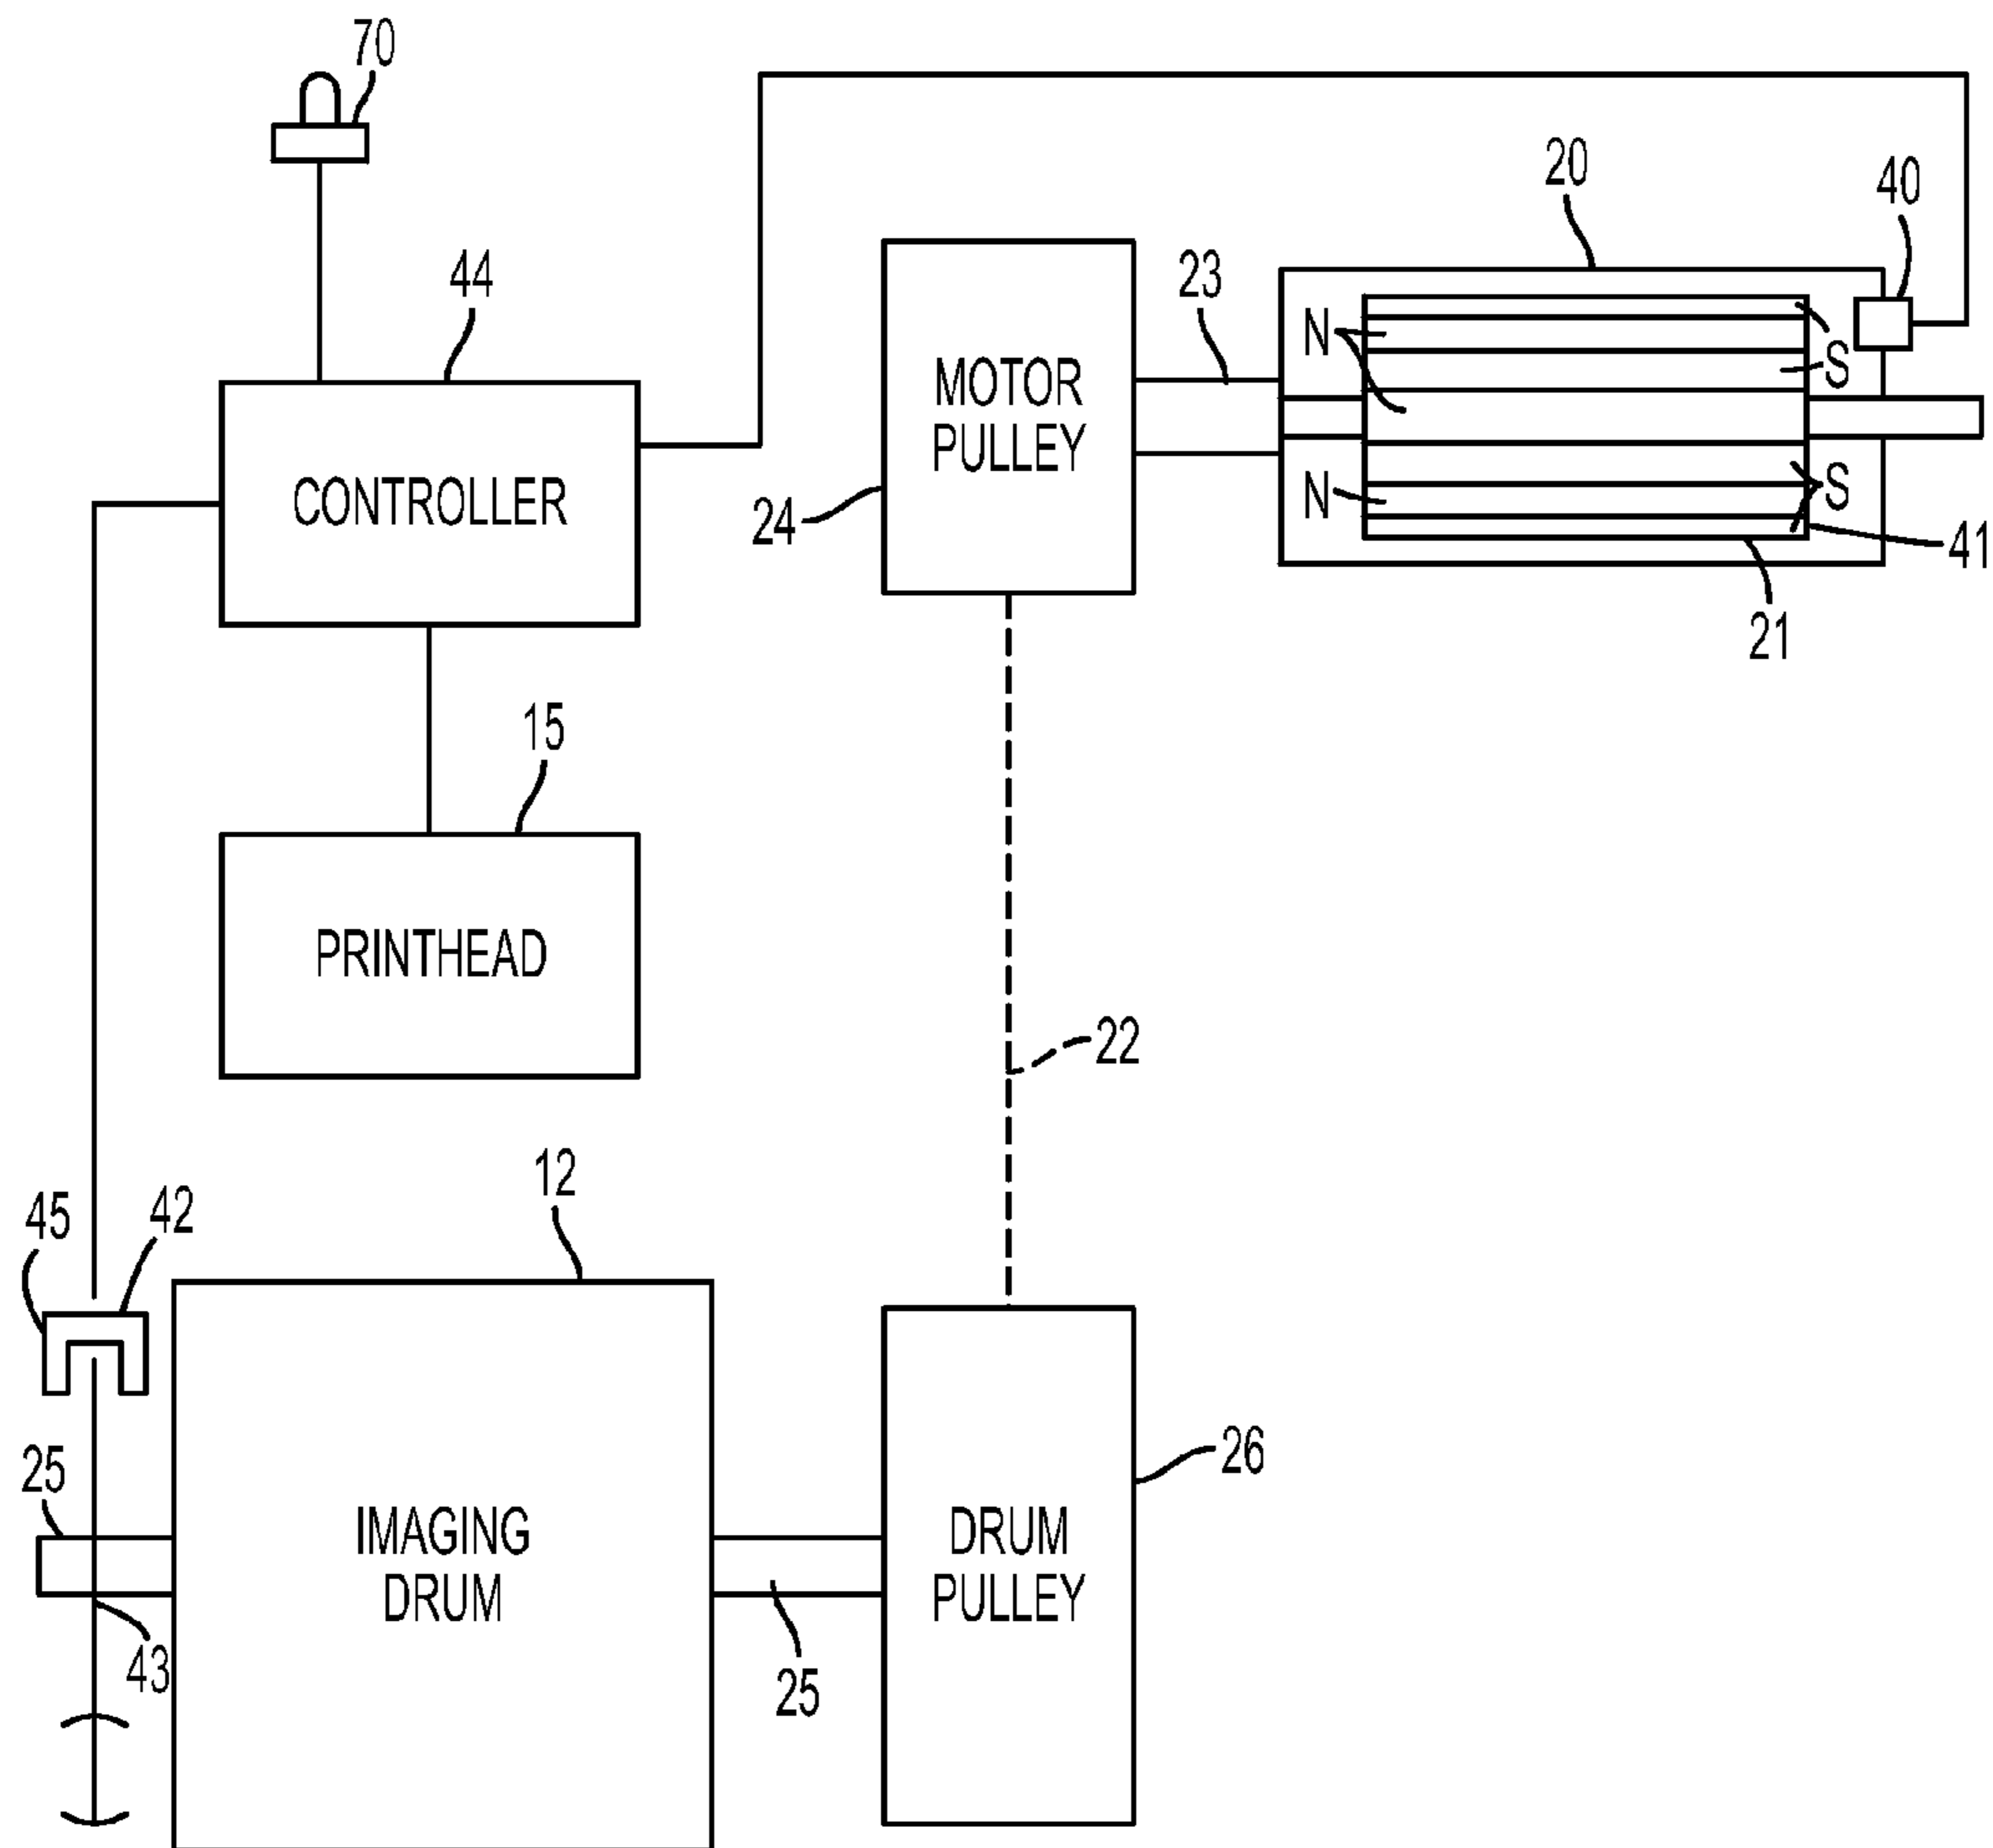 70
20
40
44
23
N
S
MOTOR
PULLEY
CONTROLLER
N
S
24
41
21
15
PRINTHEAD
22
12
45
42
25
26
IMAGING
DRUM
DRUM
PULLEY
43
25